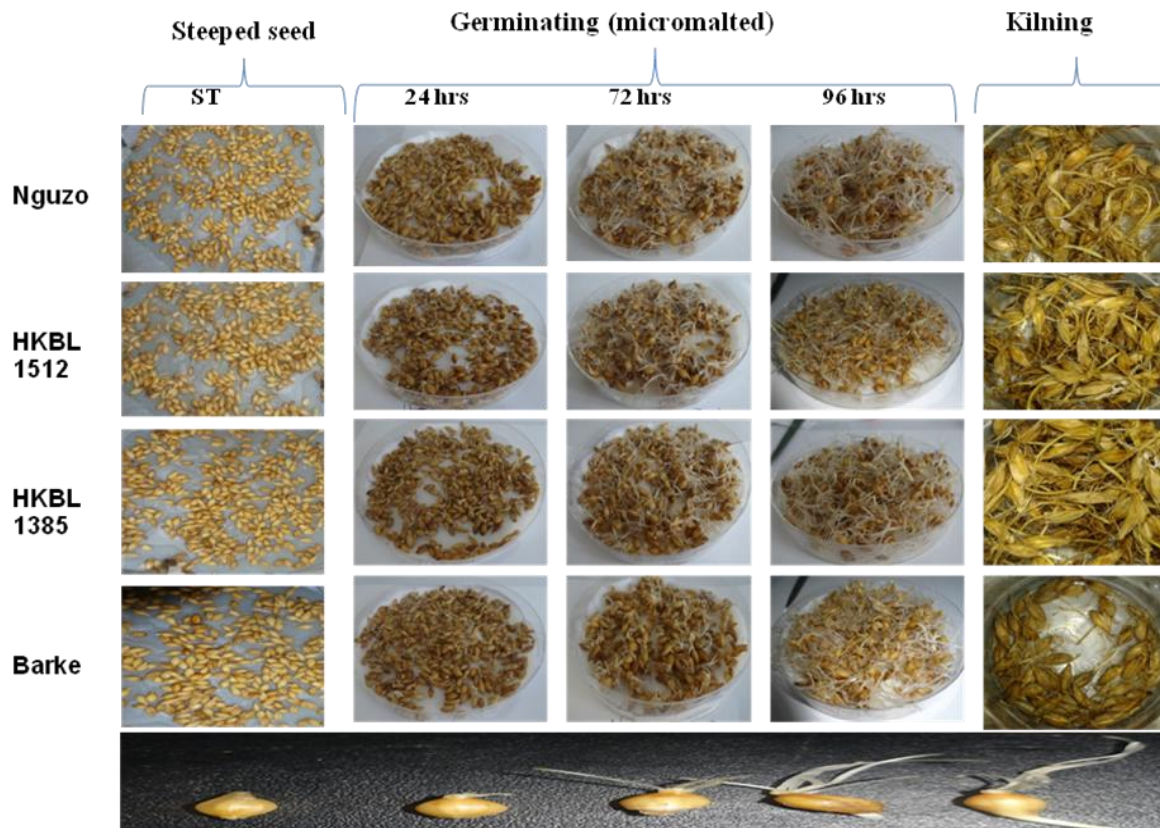 Steeped seed
Germinating (micromalted)
Kilning
ST
24 hrs
72 hrs
96 hrs
Nguzo
HKBL
1512
HKBL
1385
Barke